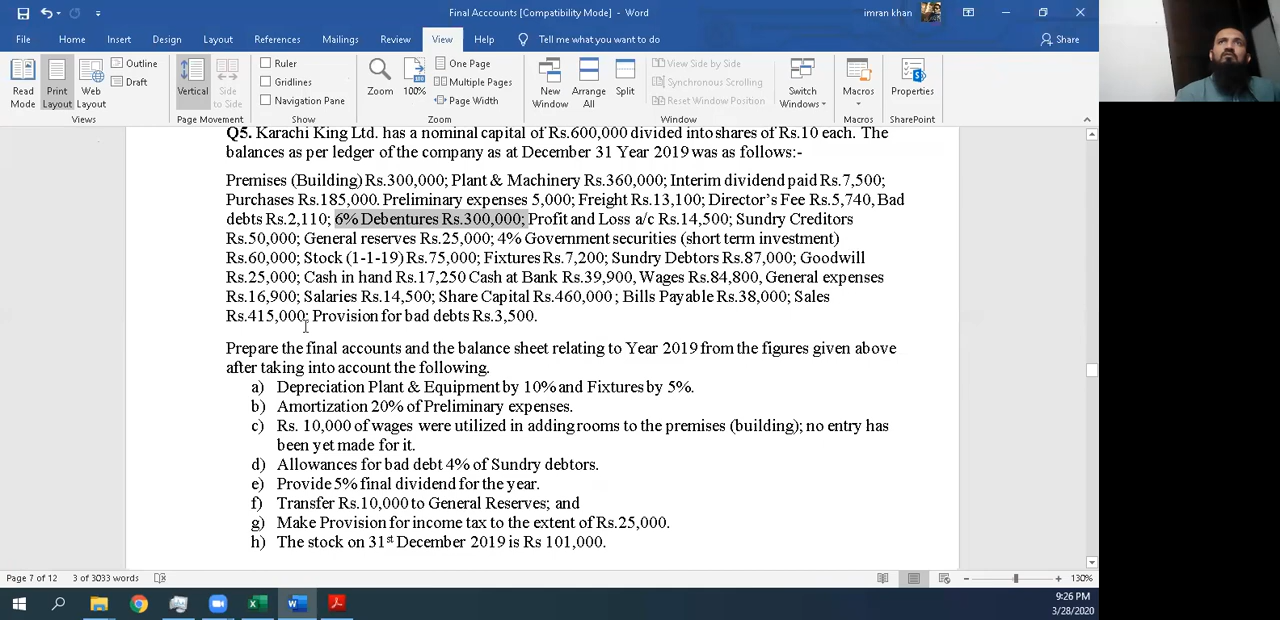 Final Acccounts [Compatibility Mode] - Word
imran khan
File Home Insert Design Layout References Mailings Review View Help Tell me what you want to do Share
Read Mode
Print Layout
Web Layout
Outline
Draft
Views
Vertical
Side to Side
Page Movement
Ruler
Gridlines
Navigation Pane
Show
Zoom
100%
One Page
Multiple Pages
Page Width
Zoom
New Window
Arrange All
Split
View Side by Side
Synchronous Scrolling
Reset Window Position
Switch Windows
Window
Macros
Macros
Properties
SharePoint
Q5. Karachi King Ltd. has a nominal capital of Rs.600,000 divided into shares of Rs.10 each. The
balances as per ledger of the company as at December 31 Year 2019 was as follows:-
Premises (Building) Rs.300,000; Plant & Machinery Rs.360,000; Interim dividend paid Rs.7,500;
Purchases Rs.185,000. Preliminary expenses 5,000; Freight Rs.13,100; Director's Fee Rs.5,740, Bad
debts Rs.2,110; 6% Debentures Rs.300,000; Profit and Loss a/c Rs.14,500; Sundry Creditors
Rs.50,000; General reserves Rs.25,000; 4% Government securities (short term investment)
Rs.60,000; Stock (1-1-19) Rs.75,000; Fixtures Rs.7,200; Sundry Debtors Rs.87,000; Goodwill
Rs.25,000; Cash in hand Rs.17,250 Cash at Bank Rs.39,900, Wages Rs.84,800, General expenses
Rs.16,900; Salaries Rs.14,500; Share Capital Rs.460,000; Bills Payable Rs.38,000; Sales
Rs.415,000; Provision for bad debts Rs.3,500.
Prepare the final accounts and the balance sheet relating to Year 2019 from the figures given above
after taking into account the following.
a) Depreciation Plant & Equipment by 10% and Fixtures by 5%.
b) Amortization 20% of Preliminary expenses.
c) Rs. 10,000 of wages were utilized in adding rooms to the premises (building); no entry has
been yet made for it.
d) Allowances for bad debt 4% of Sundry debtors.
e) Provide 5% final dividend for the year.
f) Transfer Rs.10,000 to General Reserves; and
g) Make Provision for income tax to the extent of Rs.25,000.
h) The stock on 31st December 2019 is Rs 101,000.
Page 7 of 12 3 of 3033 words
130%
9:26 PM
3/28/2020